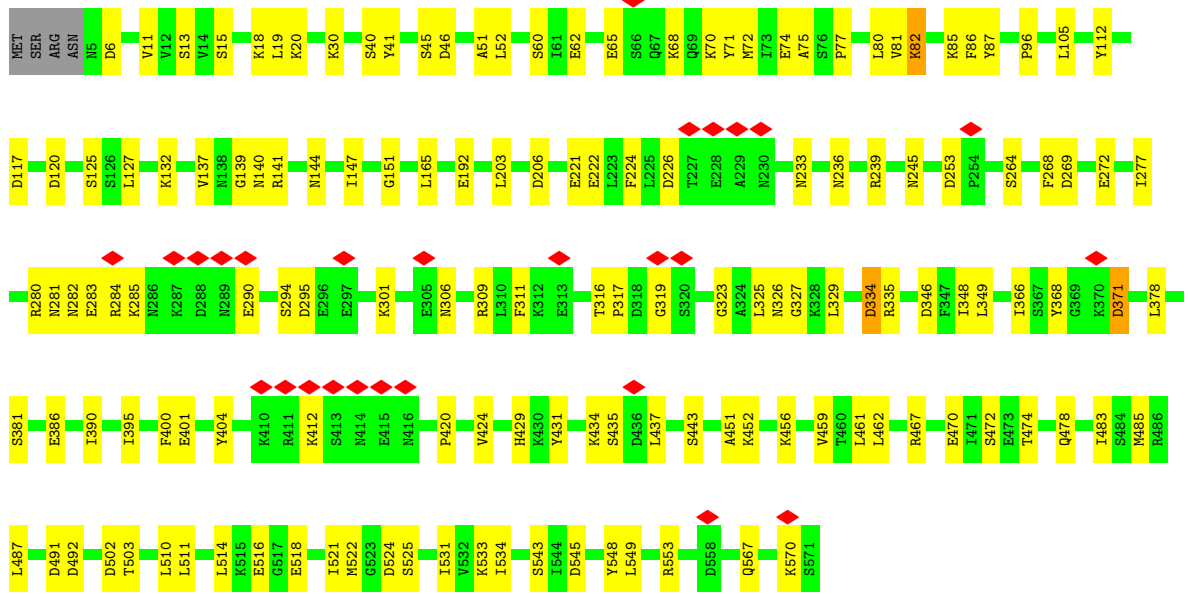 MET SER ARG ASN N5 D6 V11 V12 S13 V14 S15 K18 L19 K20 K30 S40 Y41 S45 D46 A51 L52 S60 I61 E62 E65 S66 Q67 K68 Q69 K70 Y71 M72 I73 E74 A75 S76 P77 L80 V81 K82 K85 F86 Y87 P96 L105 Y112
D117 D120 S125 S126 L127 K132 V137 N138 G139 N140 R141 N144 I147 G151 L165 E192 L203 D206 E221 E222 L223 F224 L225 D226 T227 E228 A229 N230 N233 N236 R239 N245 D253 P254 S264 F268 D269 E272 I277
R280 N281 N282 E283 R284 K285 N286 K287 D288 N289 E290 S294 D295 E296 E297 K301 E305 N306 R309 L310 F311 K312 E313 T316 P317 D318 G319 S320 G323 A324 L325 N326 G327 K328 L329 D334 R335 D346 F347 I348 L349 I366 S367 Y368 G369 K370 D371 L378
S381 E386 I390 I395 F400 E401 Y404 K410 R411 K412 S413 N414 E415 N416 P420 V424 H429 K430 Y431 K434 S435 D436 L437 S443 A451 K452 K456 V459 T460 L461 L462 R467 E470 I471 S472 E473 T474 Q478 I483 S484 M485 R486
L487 D491 D492 D502 T503 L510 L511 L514 K515 E516 G517 E518 I521 M522 G523 D524 S525 I531 V532 K533 I534 S543 I544 D545 Y548 L549 R553 D558 Q567 K570 S571